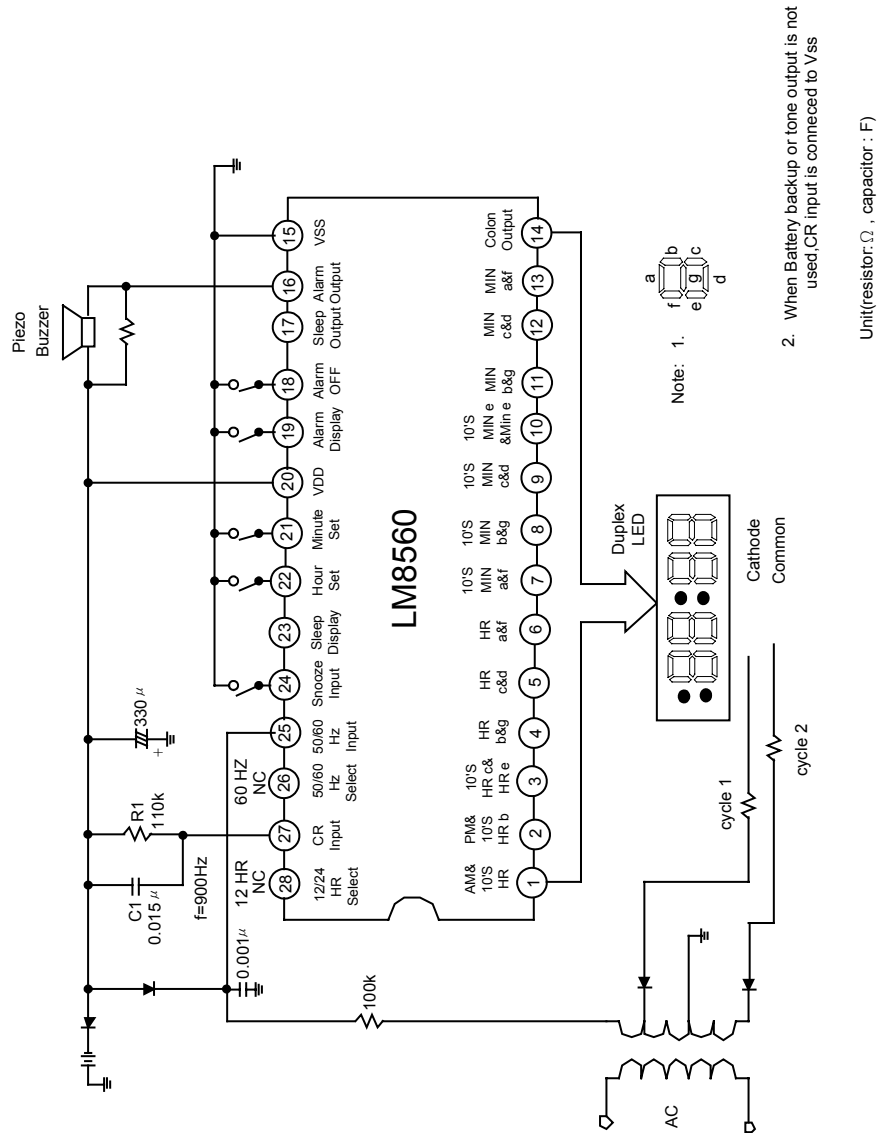 Piezo
Buzzer
330 μ
+
R1
110k
C1
0.015 μ
f=900Hz
0.001μ
100k
12 HR
NC
60 HZ
NC
28
27
26
25
24
23
22
21
20
19
18
17
16
15
12/24
HR
Select
CR
Input
50/60
Hz
Select
50/60
Hz
Input
Snooze
Input
Sleep
Display
Hour
Set
Minute
Set
VDD
Alarm
Display
Alarm
OFF
Sleep
Output
Alarm
Output
VSS
LM8560
AM&
10'S
HR
PM&
10'S
HR b
10'S
HR c&
HR e
HR
b&g
HR
c&d
HR
a&f
10'S
MIN
a&f
10'S
MIN
b&g
10'S
MIN
c&d
10'S
MIN e
&Min e
MIN
b&g
MIN
c&d
MIN
a&f
Colon
Output
1
2
3
4
5
6
7
8
9
10
11
12
13
14
Duplex
LED
Cathode
Common
cycle 1
cycle 2
AC
Note: 1.
a
f
b
g
e
c
d
2. When Battery backup or tone output is not
used,CR input is conneced to Vss
Unit(resistor: Ω , capacitor : F)